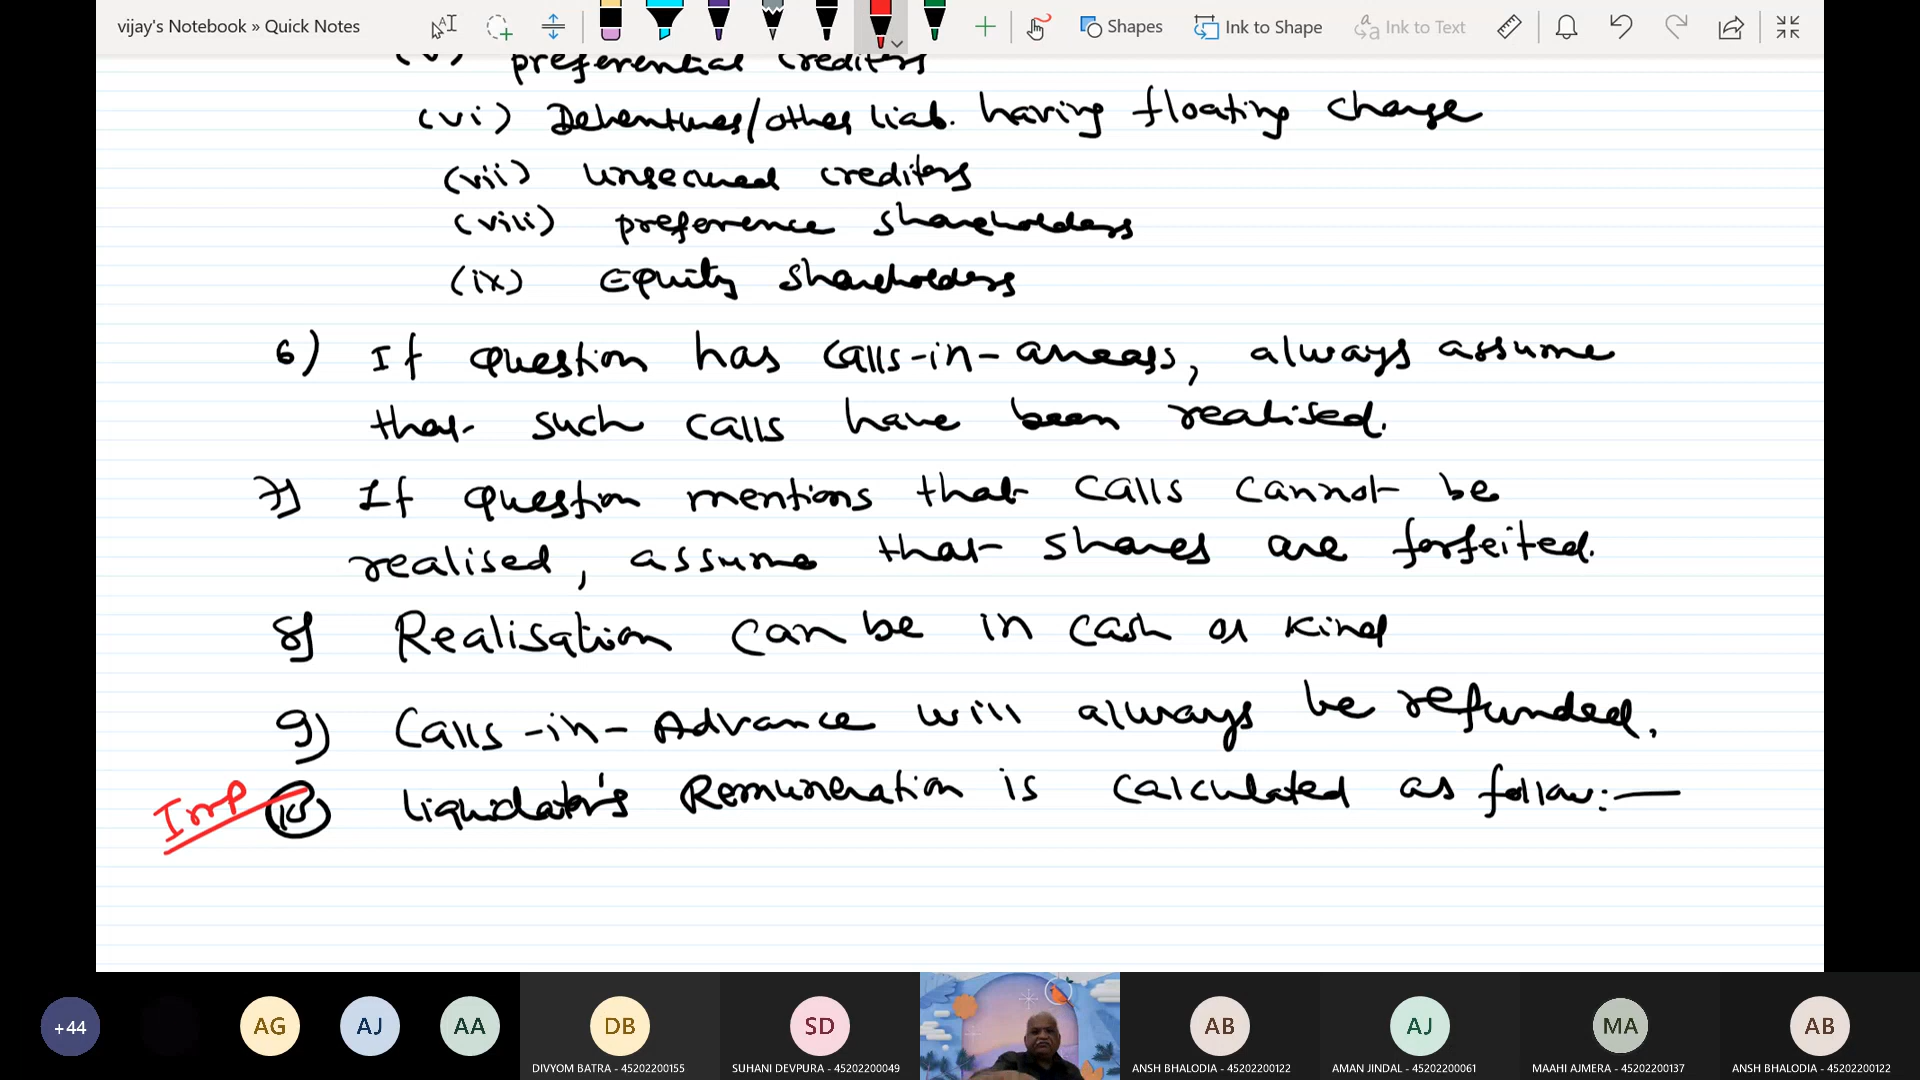 vijay's Notebook » Quick Notes
Shapes
Ink to Shape
Ink to Text
(v) preferential creditors
(vi) Debentures/other liab. having floating charge
(vii) unsecured creditors
(viii) preference shareholders
(ix) Equity shareholders
6) If question has calls-in-arrears, always assume
that such calls have been realised.
7) If question mentions that calls cannot be
realised, assume that shares are forfeited.
8) Realisation can be in cash or kind
9) Calls-in-Advance will always be refunded.
Imp 10 liquidator's Remuneration is calculated as follow:—
+44
AG
AJ
AA
DB
SD
AB
AJ
MA
AB
DIVYOM BATRA - 45202200155
SUHANI DEVPURA - 45202200049
ANSH BHALODIA - 45202200122
AMAN JINDAL - 45202200061
MAAHI AJMERA - 45202200137
ANSH BHALODIA - 45202200122